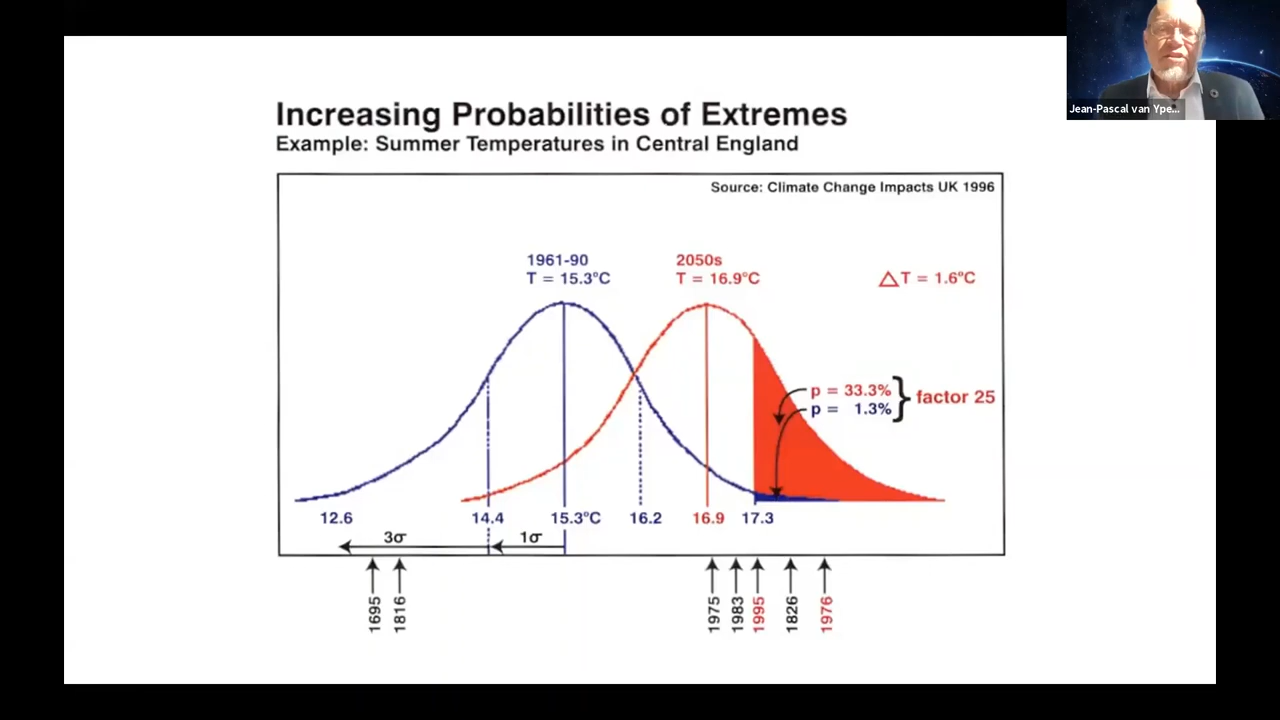 Jean-Pascal van Ype...
Increasing Probabilities of Extremes
Example: Summer Temperatures in Central England
Source: Climate Change Impacts UK 1996
1961-90
T = 15.3°C
2050s
T = 16.9°C
△T = 1.6°C
p = 33.3%
p = 1.3%
} factor 25
12.6
14.4
15.3°C
16.2
16.9
17.3
3σ
1σ
1695
1816
1975
1983
1995
1826
1976